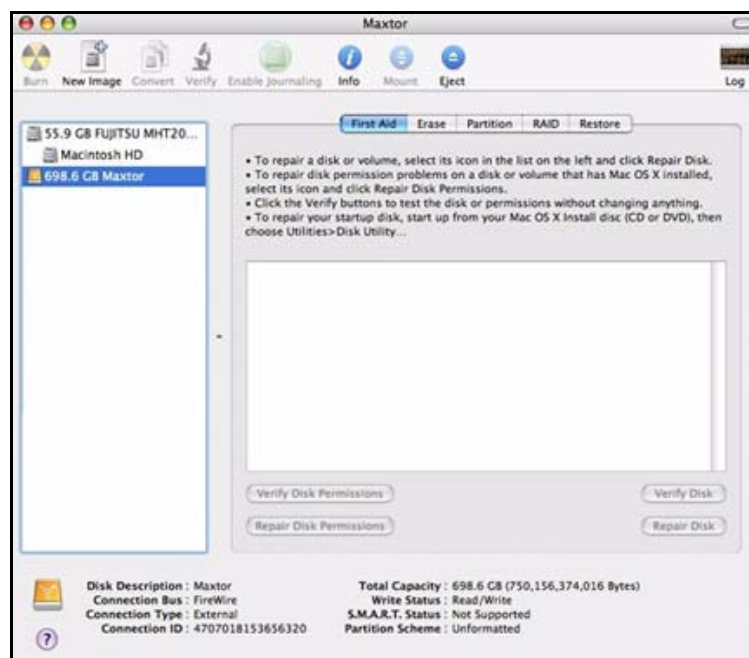 Maxtor
Burn New Image Convert Verify Enable Journaling Info Mount Eject Log
First Aid Erase Partition RAID Restore
55.9 GB FUJITSU MHT20...
Macintosh HD
698.6 GB Maxtor
• To repair a disk or volume, select its icon in the list on the left and click Repair Disk.
• To repair disk permission problems on a disk or volume that has Mac OS X installed,
select its icon and click Repair Disk Permissions.
• Click the Verify buttons to test the disk or permissions without changing anything.
• To repair your startup disk, start up from your Mac OS X Install disc (CD or DVD), then
choose Utilities>Disk Utility...
Verify Disk Permissions Verify Disk
Repair Disk Permissions Repair Disk
Disk Description : Maxtor
Connection Bus : FireWire
Connection Type : External
Connection ID : 4707018153656320
Total Capacity : 698.6 GB (750,156,374,016 Bytes)
Write Status : Read/Write
S.M.A.R.T. Status : Not Supported
Partition Scheme : Unformatted
?